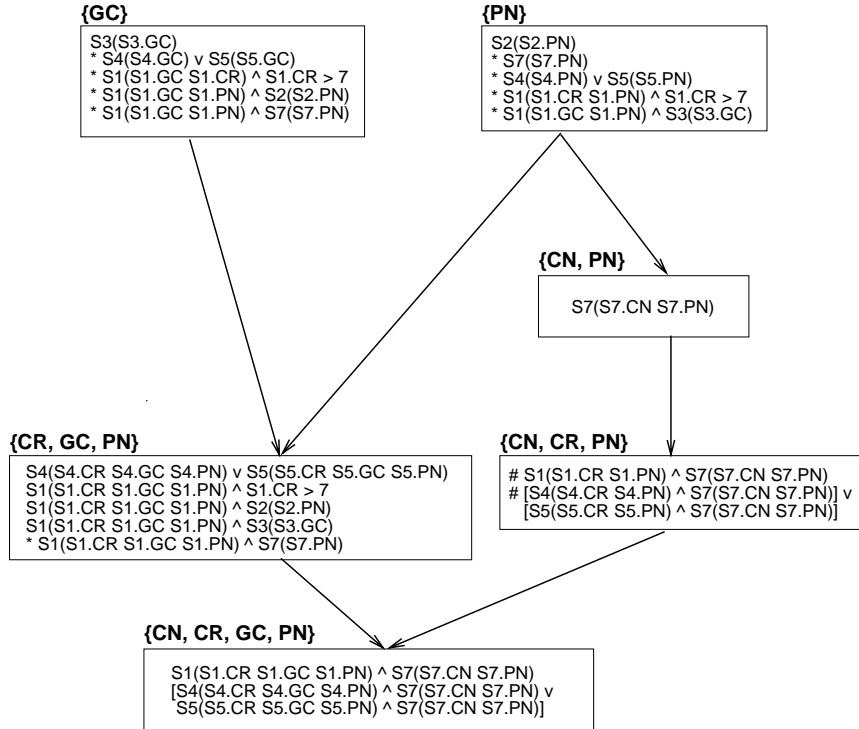 {GC}
S3(S3.GC)
* S4(S4.GC) v S5(S5.GC)
* S1(S1.GC S1.CR) ^ S1.CR > 7
* S1(S1.GC S1.PN) ^ S2(S2.PN)
* S1(S1.GC S1.PN) ^ S7(S7.PN)
{PN}
S2(S2.PN)
* S7(S7.PN)
* S4(S4.PN) v S5(S5.PN)
* S1(S1.CR S1.PN) ^ S1.CR > 7
* S1(S1.GC S1.PN) ^ S3(S3.GC)
{CN, PN}
S7(S7.CN S7.PN)
{CR, GC, PN}
S4(S4.CR S4.GC S4.PN) v S5(S5.CR S5.GC S5.PN)
S1(S1.CR S1.GC S1.PN) ^ S1.CR > 7
S1(S1.CR S1.GC S1.PN) ^ S2(S2.PN)
S1(S1.CR S1.GC S1.PN) ^ S3(S3.GC)
* S1(S1.CR S1.GC S1.PN) ^ S7(S7.PN)
{CN, CR, PN}
# S1(S1.CR S1.PN) ^ S7(S7.CN S7.PN)
# [S4(S4.CR S4.PN) ^ S7(S7.CN S7.PN)] v
[S5(S5.CR S5.PN) ^ S7(S7.CN S7.PN)]
{CN, CR, GC, PN}
S1(S1.CR S1.GC S1.PN) ^ S7(S7.CN S7.PN)
[S4(S4.CR S4.GC S4.PN) ^ S7(S7.CN S7.PN) v
S5(S5.CR S5.GC S5.PN) ^ S7(S7.CN S7.PN)]